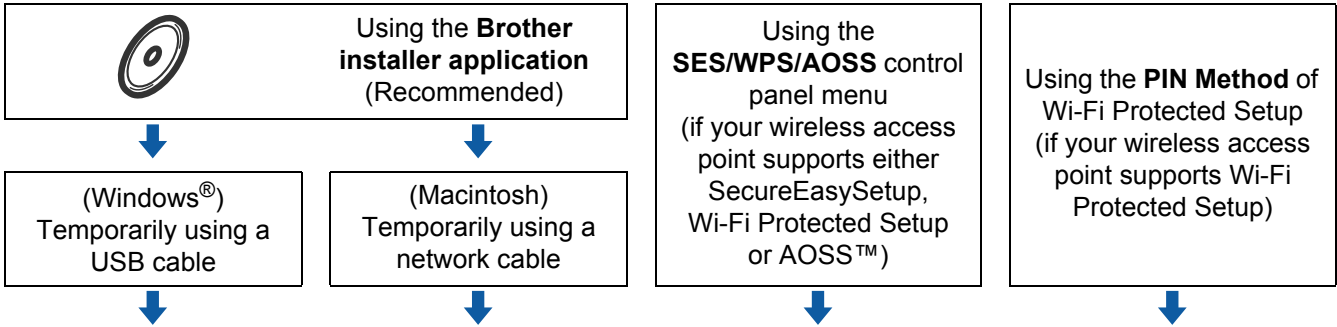 Using the Brother
installer application
(Recommended)
(Windows®)
Temporarily using a
USB cable
(Macintosh)
Temporarily using a
network cable
Using the
SES/WPS/AOSS control
panel menu
(if your wireless access
point supports either
SecureEasySetup,
Wi-Fi Protected Setup
or AOSS™)
Using the PIN Method of
Wi-Fi Protected Setup
(if your wireless access
point supports Wi-Fi
Protected Setup)